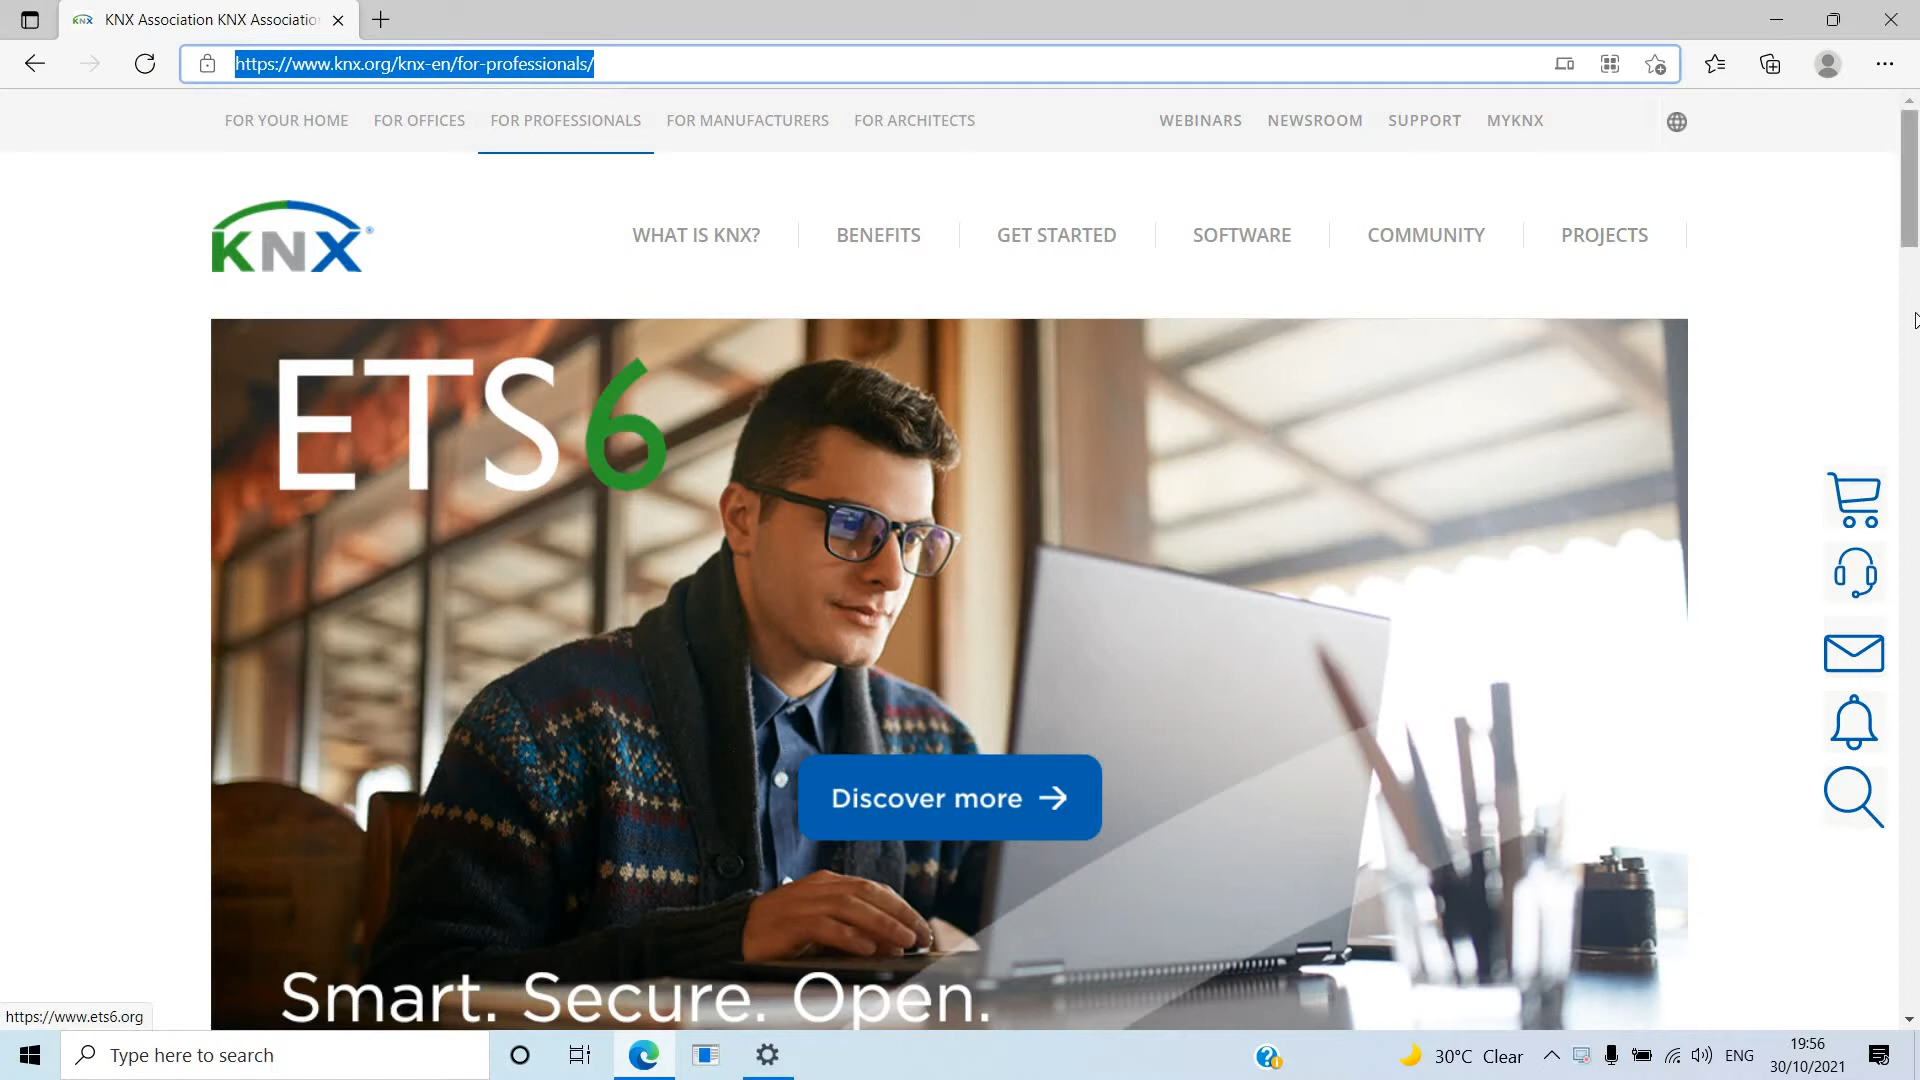 KNX KNX Association KNX Associatio
https://www.knx.org/knx-en/for-professionals/
FOR YOUR HOME FOR OFFICES FOR PROFESSIONALS FOR MANUFACTURERS FOR ARCHITECTS WEBINARS NEWSROOM SUPPORT MYKNX
KNX®
WHAT IS KNX? BENEFITS GET STARTED SOFTWARE COMMUNITY PROJECTS
ETS6
Discover more →
Smart. Secure. Open.
https://www.ets6.org
Type here to search
30°C Clear
ENG
19:56
30/10/2021